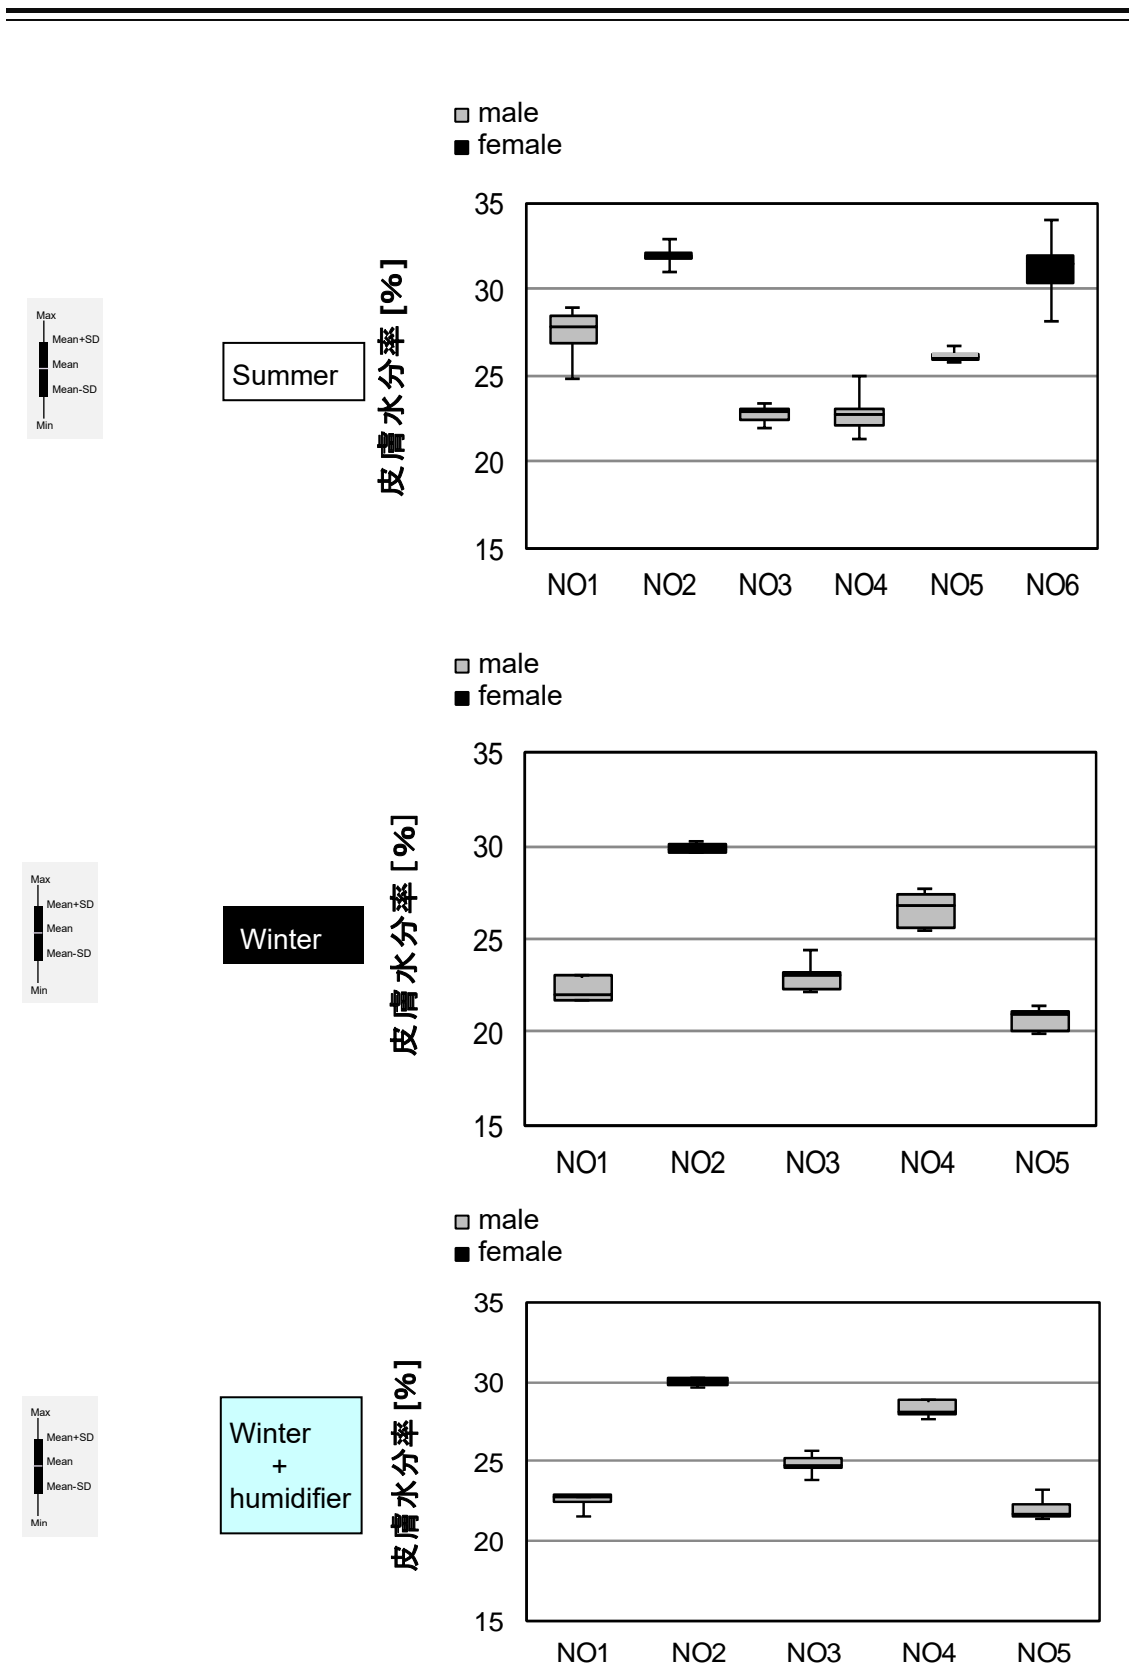 male
female
35
30
25
20
15
皮膚水分率 [%]
NO1 NO2 NO3 NO4 NO5 NO6
Summer
Max
Mean+SD
Mean
Mean-SD
Min
male
female
35
30
25
20
15
皮膚水分率 [%]
NO1 NO2 NO3 NO4 NO5
Winter
Max
Mean+SD
Mean
Mean-SD
Min
male
female
35
30
25
20
15
皮膚水分率 [%]
NO1 NO2 NO3 NO4 NO5
Winter
+
humidifier
Max
Mean+SD
Mean
Mean-SD
Min